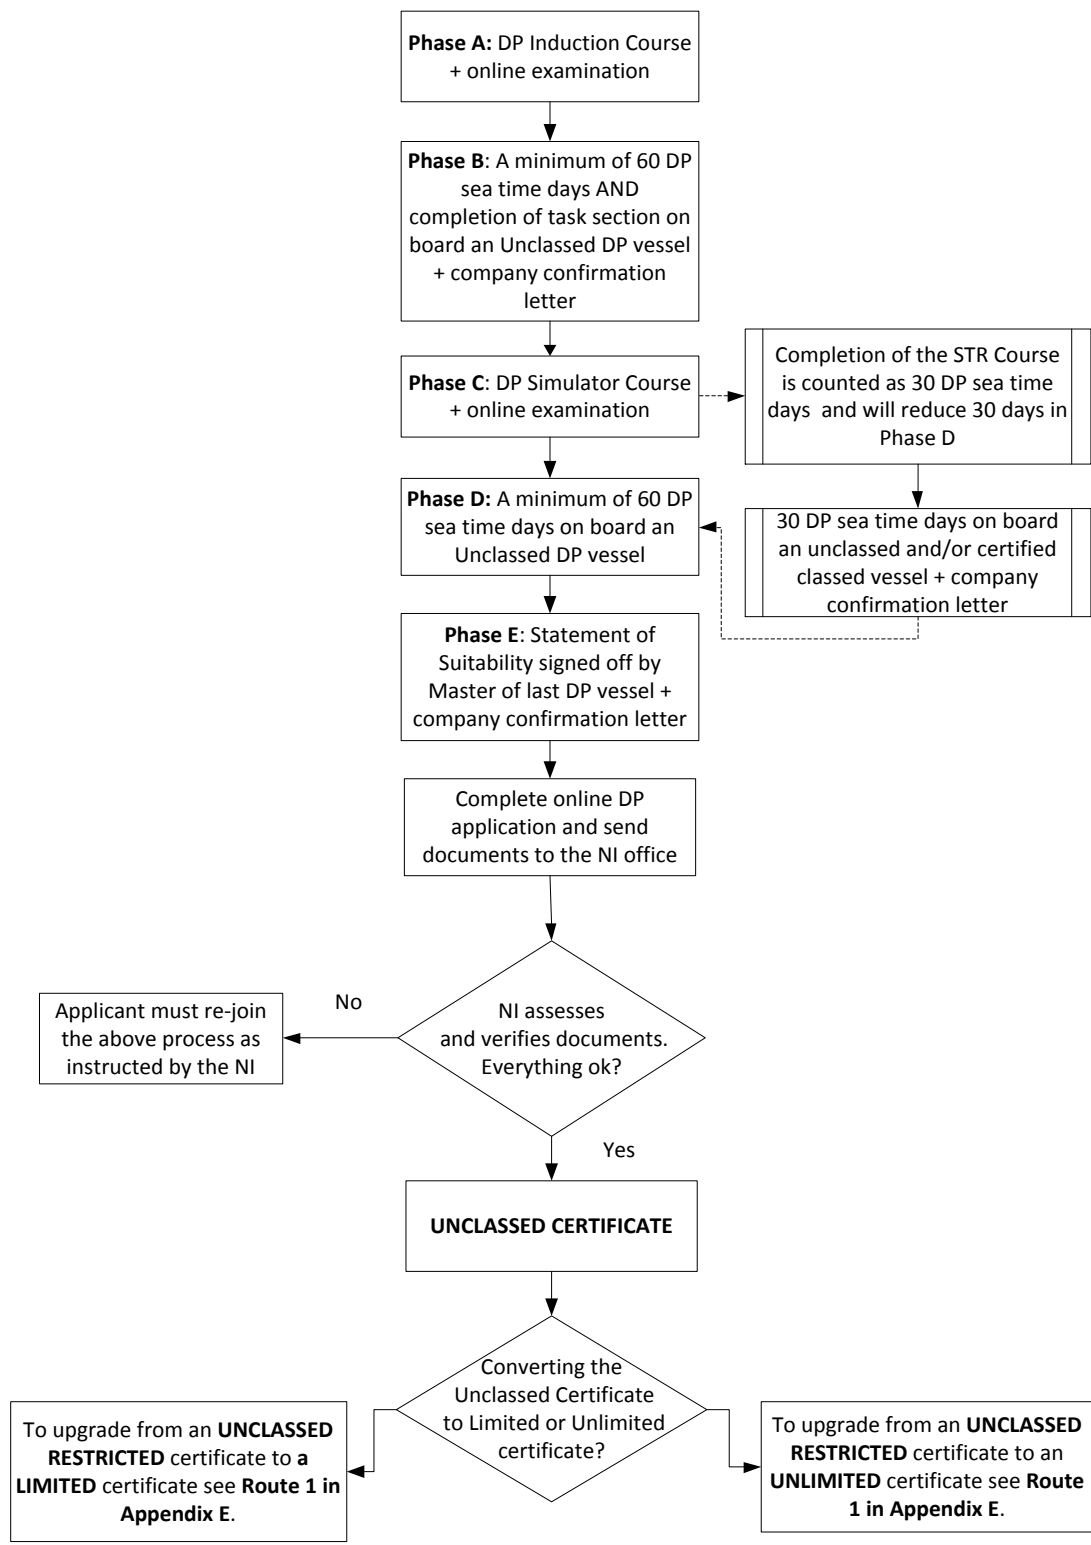 Phase A: DP Induction Course
+ online examination
Phase B: A minimum of 60 DP
sea time days AND
completion of task section on
board an Unclassed DP vessel
+ company confirmation
letter
Phase C: DP Simulator Course
+ online examination
Completion of the STR Course
is counted as 30 DP sea time
days and will reduce 30 days in
Phase D
Phase D: A minimum of 60 DP
sea time days on board an
Unclassed DP vessel
30 DP sea time days on board
an unclassed and/or certified
classed vessel + company
confirmation letter
Phase E: Statement of
Suitability signed off by
Master of last DP vessel +
company confirmation letter
Complete online DP
application and send
documents to the NI office
NI assesses
and verifies documents.
Everything ok?
No
Applicant must re-join
the above process as
instructed by the NI
Yes
UNCLASSED CERTIFICATE
Converting the
Unclassed Certificate
to Limited or Unlimited
certificate?
To upgrade from an UNCLASSED
RESTRICTED certificate to a
LIMITED certificate see Route 1 in
Appendix E.
To upgrade from an UNCLASSED
RESTRICTED certificate to an
UNLIMITED certificate see Route
1 in Appendix E.